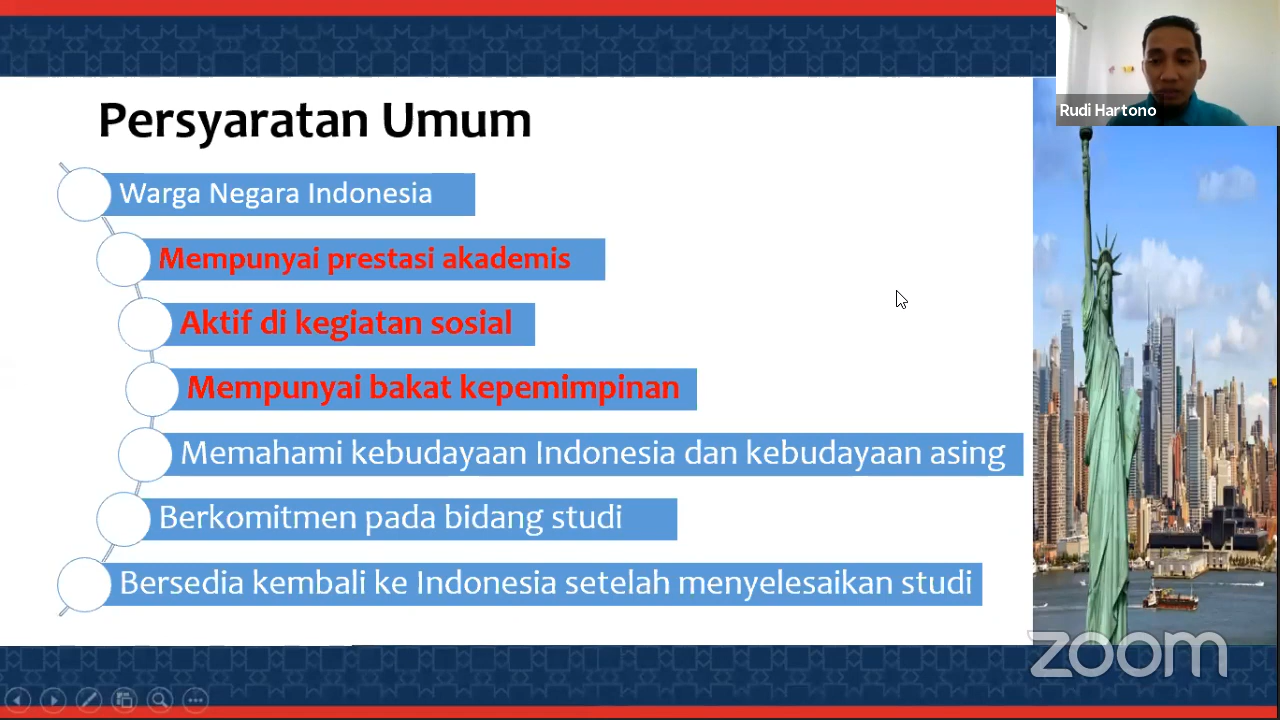 Rudi Hartono
Persyaratan Umum
Warga Negara Indonesia
Mempunyai prestasi akademis
Aktif di kegiatan sosial
Mempunyai bakat kepemimpinan
Memahami kebudayaan Indonesia dan kebudayaan asing
Berkomitmen pada bidang studi
Bersedia kembali ke Indonesia setelah menyelesaikan studi
zoom